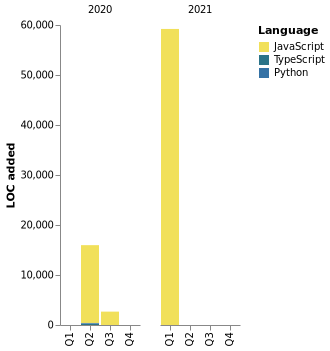 2020
2021
60,000
50,000
40,000
30,000
20,000
10,000
0
LOC added
Q1
Q2
Q3
Q4
Q1
Q2
Q3
Q4
Language
JavaScript
TypeScript
Python